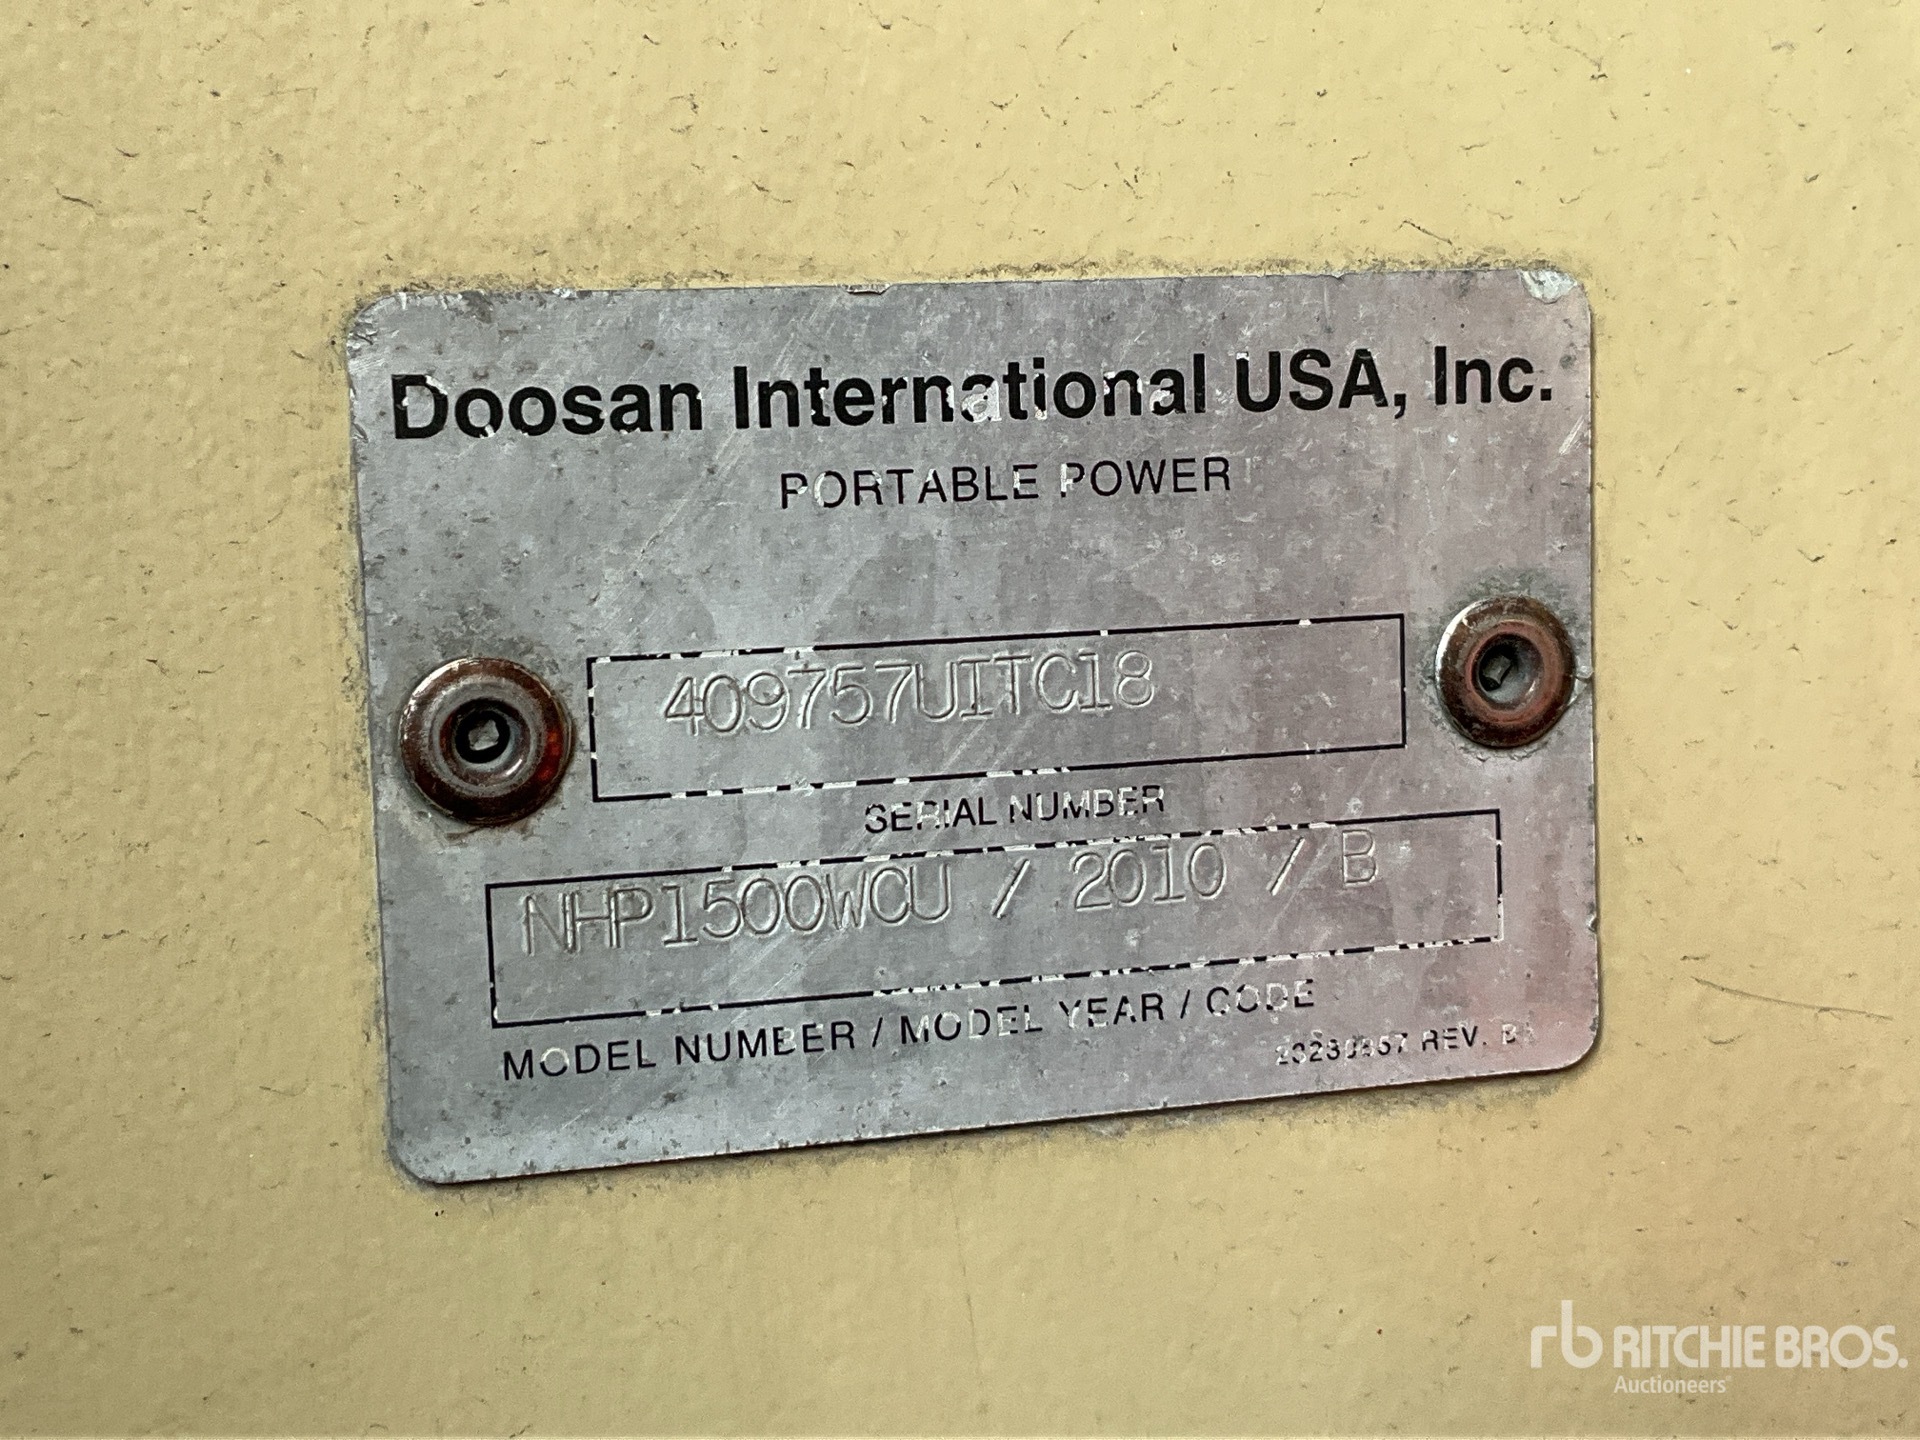 Doosan International USA, Inc.
PORTABLE POWER
409757UITC18
SERIAL NUMBER
NHP1500WCU / 2010 / B
MODEL NUMBER / MODEL YEAR / CODE
REV. B
rb RITCHIE BROS.
Auctioneers